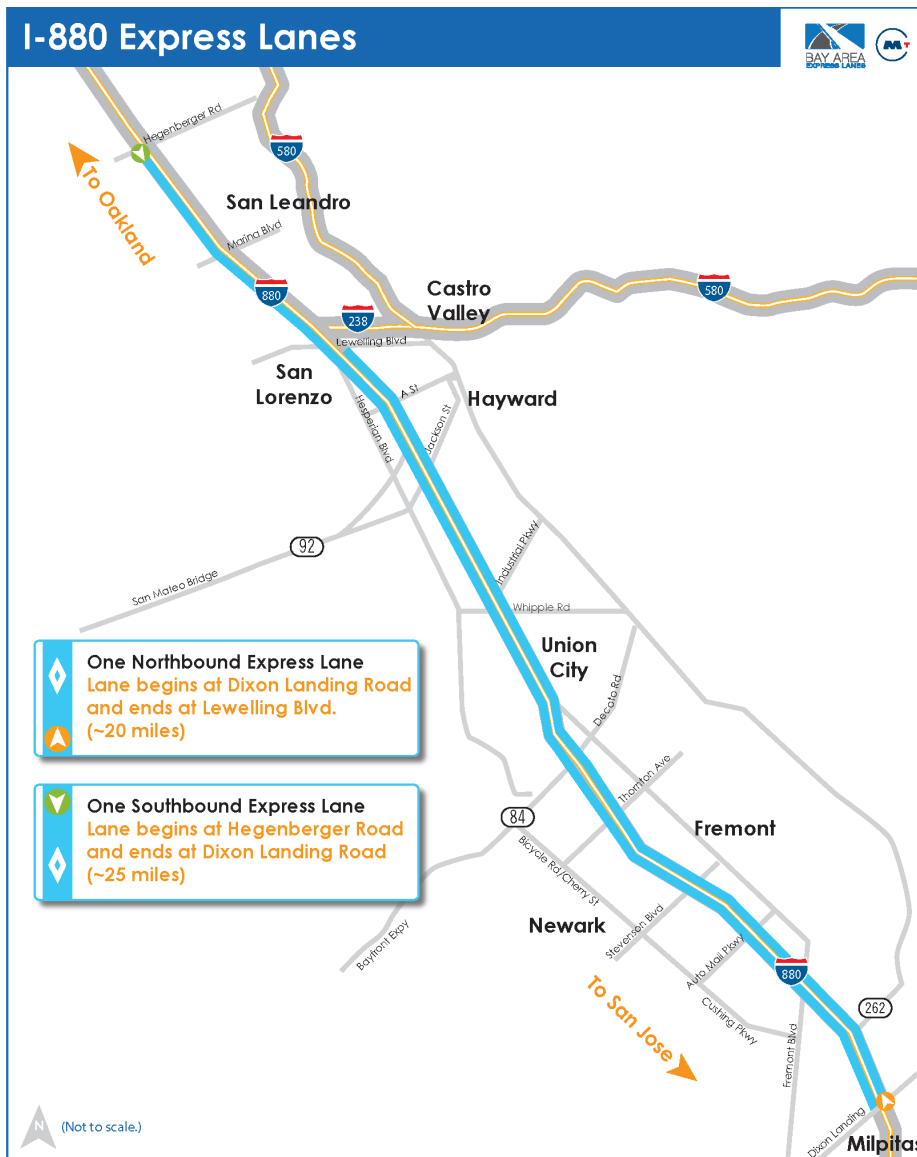 I-880 Express Lanes
BAY AREA
EXPRESS LANES
M T
Hegenberger Rd
580
To Oakland
San Leandro
Marina Blvd
880
Castro
Valley
580
238
Lewelling Blvd
San
Lorenzo
A St
Hayward
Hesperian Blvd
Jackson St
92
San Mateo Bridge
Industrial Pkwy
Whipple Rd
Union
City
Decoto Rd
One Northbound Express Lane
Lane begins at Dixon Landing Road
and ends at Lewelling Blvd.
(~20 miles)
One Southbound Express Lane
Lane begins at Hegenberger Road
and ends at Dixon Landing Road
(~25 miles)
Thornton Ave
84
Fremont
Bicycle Rd/Cherry St
Newark
Stevenson Blvd
Bayfront Expy
Auto Mall Pkwy
880
To San Jose
Cushing Pkwy
262
Fremont Blvd
Dixon Landing
Milpitas
N
(Not to scale.)